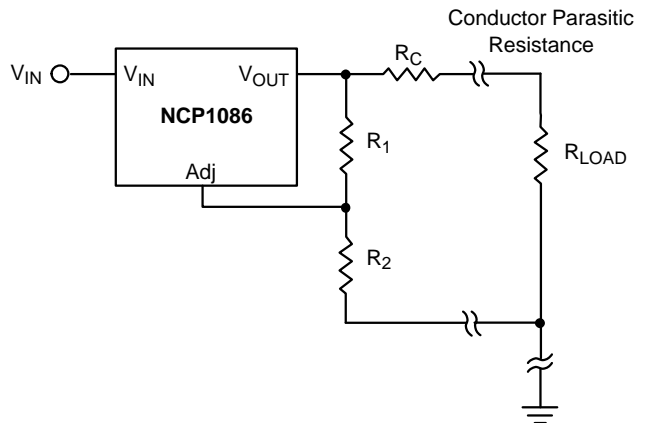 Conductor Parasitic
Resistance
R_C
V_IN
V_IN
V_OUT
NCP1086
R_1
R_LOAD
Adj
R_2